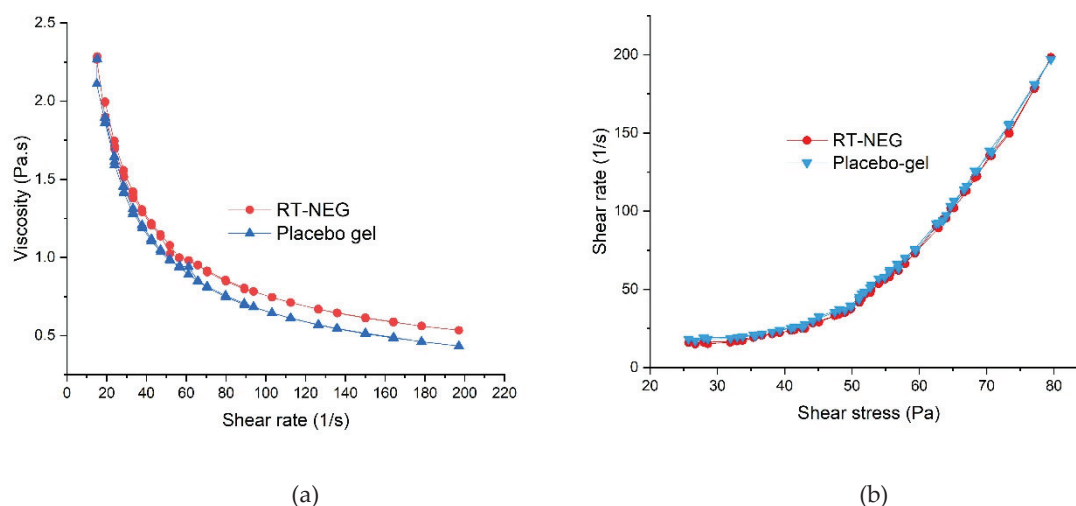 2.5
2.0
1.5
1.0
0.5
Viscosity (Pa.s)
RT-NEG
Placebo gel
0 20 40 60 80 100 120 140 160 180 200 220
Shear rate (1/s)
(a)
200
150
100
50
0
Shear rate (1/s)
RT-NEG
Placebo-gel
20 30 40 50 60 70 80
Shear stress (Pa)
(b)